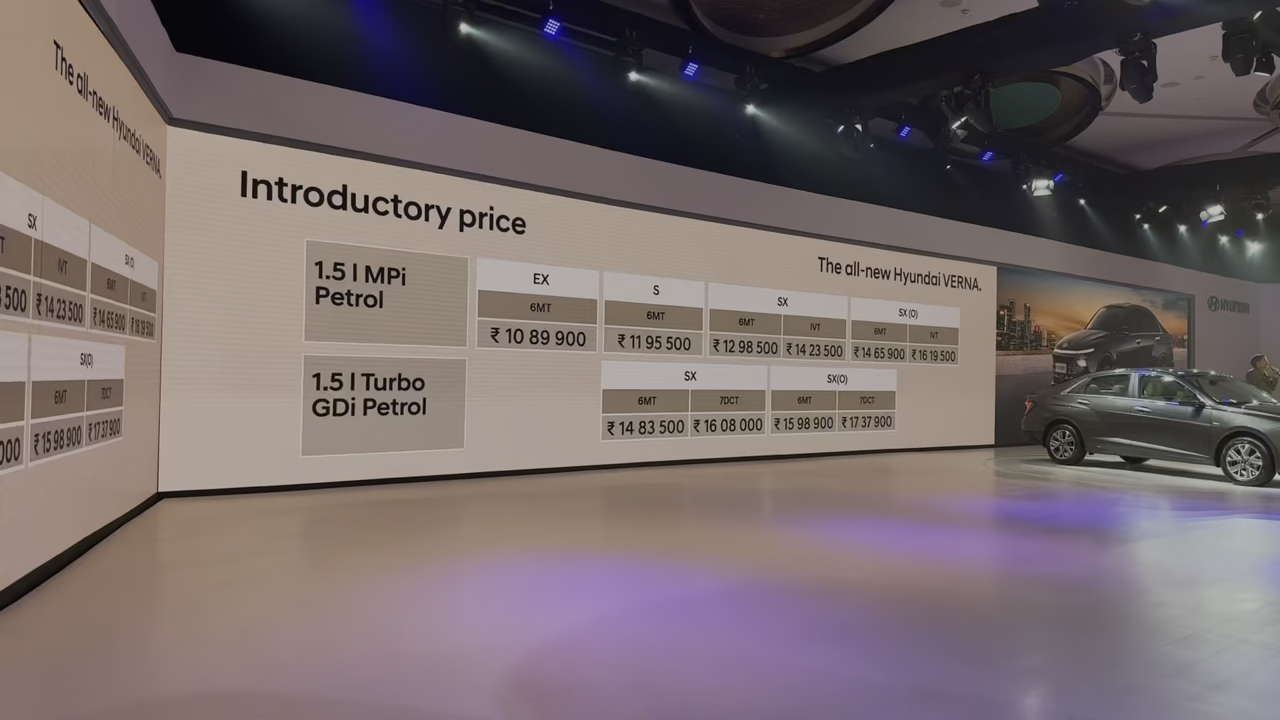 The all-new Hyundai VERNA.
SX
SX(O)
IVT
6MT
IVT
₹ 14 23 500
₹ 14 65 900
SX(O)
6MT
7DCT
₹ 15 98 900
₹ 17 37 900
Introductory price
The all-new Hyundai VERNA.
1.5 l MPi
Petrol
EX
S
SX
SX (O)
6MT
6MT
6MT
IVT
6MT
IVT
₹ 10 89 900
₹ 11 95 500
₹ 12 98 500
₹ 14 23 500
₹ 14 65 900
₹ 16 19 500
1.5 l Turbo
GDi Petrol
SX
SX(O)
6MT
7DCT
6MT
7DCT
₹ 14 83 500
₹ 16 08 000
₹ 15 98 900
₹ 17 37 900
HYUNDAI